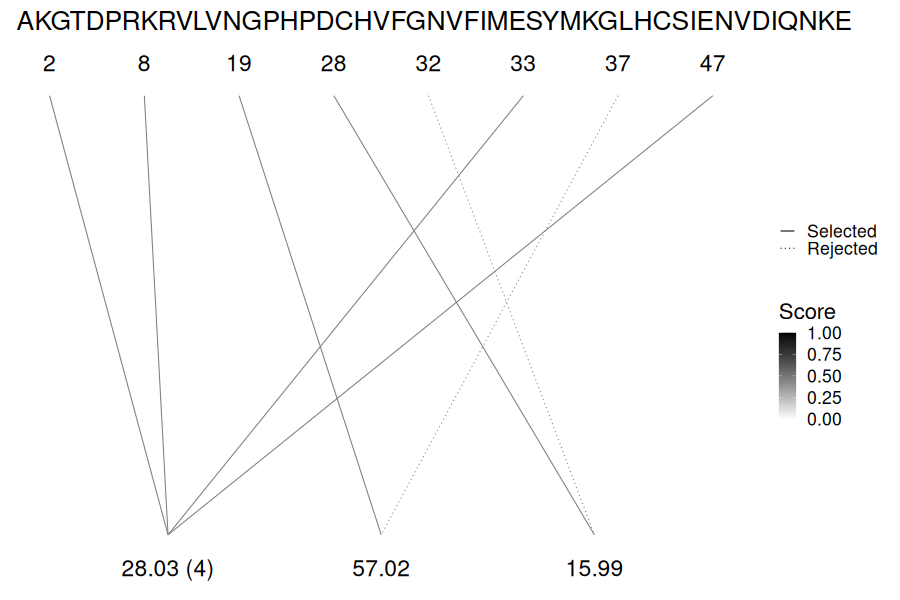 AKGTDPRKRVLVNGPHPDCHVFGNVFIMESYMKGLHCSIENVDIQNKE
2 8 19 28 32 33 37 47
Selected
Rejected
Score
1.00
0.75
0.50
0.25
0.00
28.03 (4) 57.02 15.99